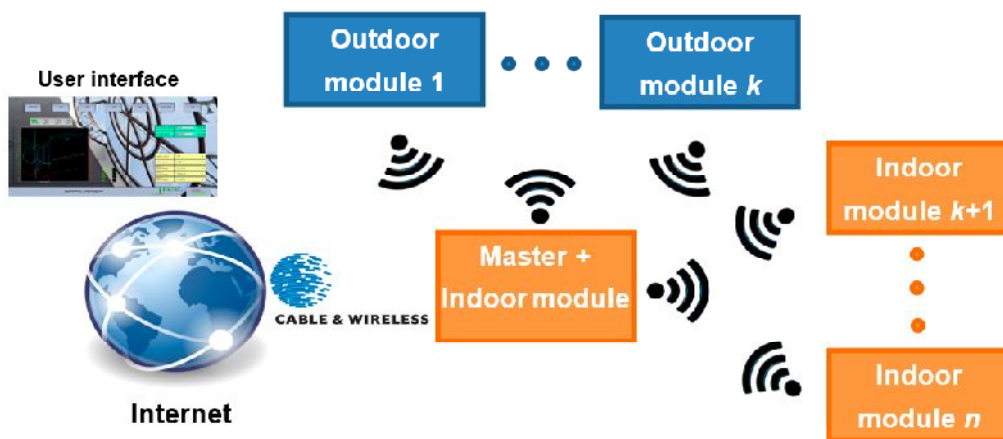 Outdoor
module 1
Outdoor
module k
User interface
Indoor
module k+1
Master +
Indoor module
CABLE & WIRELESS
Indoor
module n
Internet